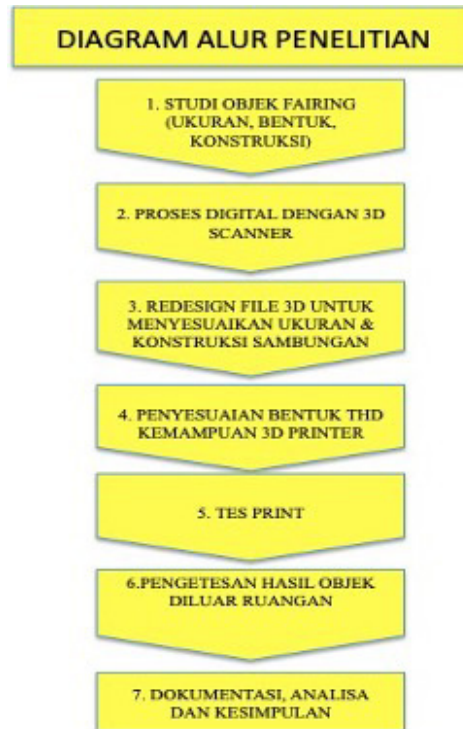 DIAGRAM ALUR PENELITIAN
1. STUDI OBJEK FAIRING
(UKURAN, BENTUK,
KONSTRUKSI)
2. PROSES DIGITAL DENGAN 3D
SCANNER
3. REDESIGN FILE 3D UNTUK
MENYESUAIKAN UKURAN &
KONSTRUKSI SAMBUNGAN
4. PENYESUAIAN BENTUK THD
KEMAMPUAN 3D PRINTER
5. TES PRINT
6.PENGETESAN HASIL OBJEK
DILUAR RUANGAN
7. DOKUMENTASI, ANALISA
DAN KESIMPULAN